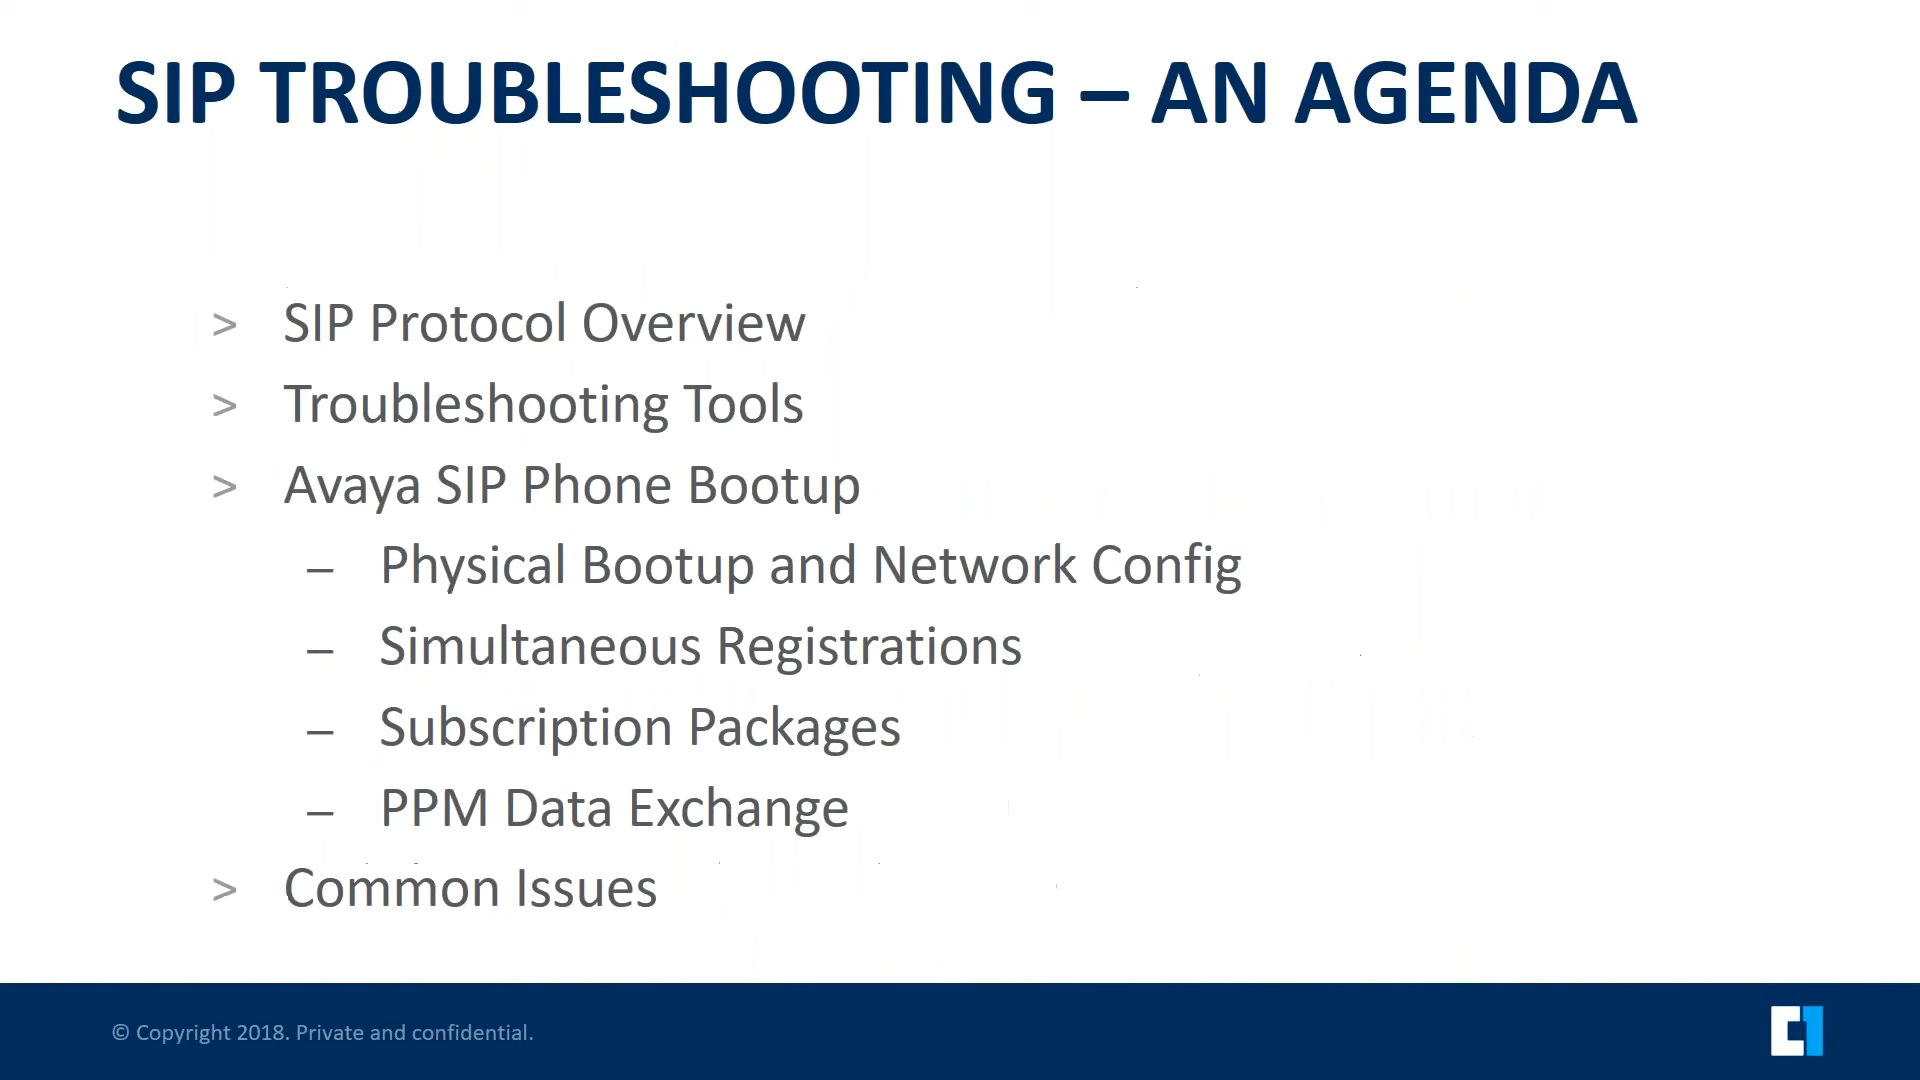 SIP TROUBLESHOOTING – AN AGENDA
> SIP Protocol Overview
> Troubleshooting Tools
> Avaya SIP Phone Bootup
– Physical Bootup and Network Config
– Simultaneous Registrations
– Subscription Packages
– PPM Data Exchange
> Common Issues
© Copyright 2018. Private and confidential.